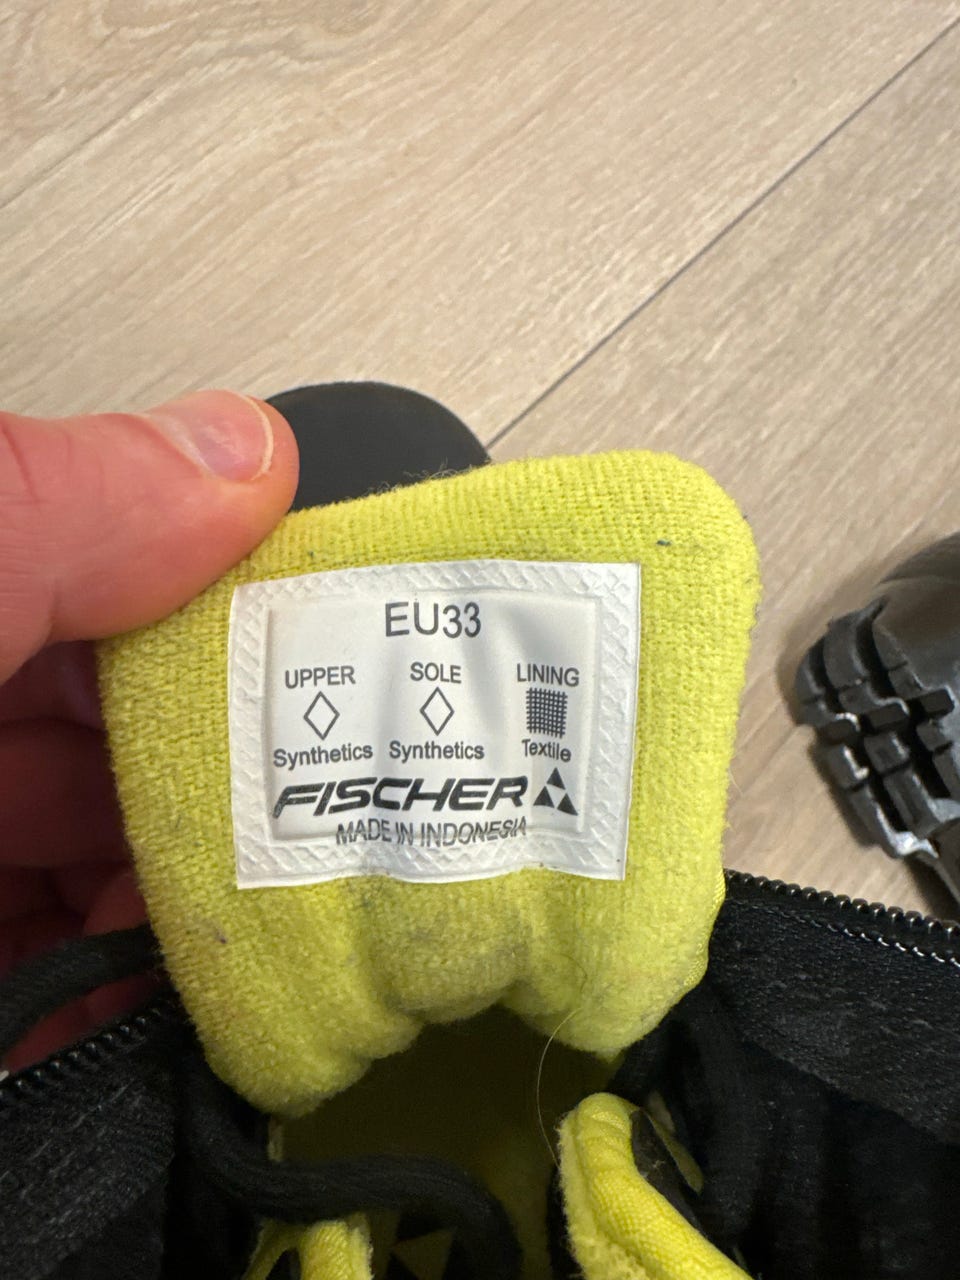 EU33
UPPER SOLE LINING
Synthetics Synthetics Textile
FISCHER
MADE IN INDONESIA